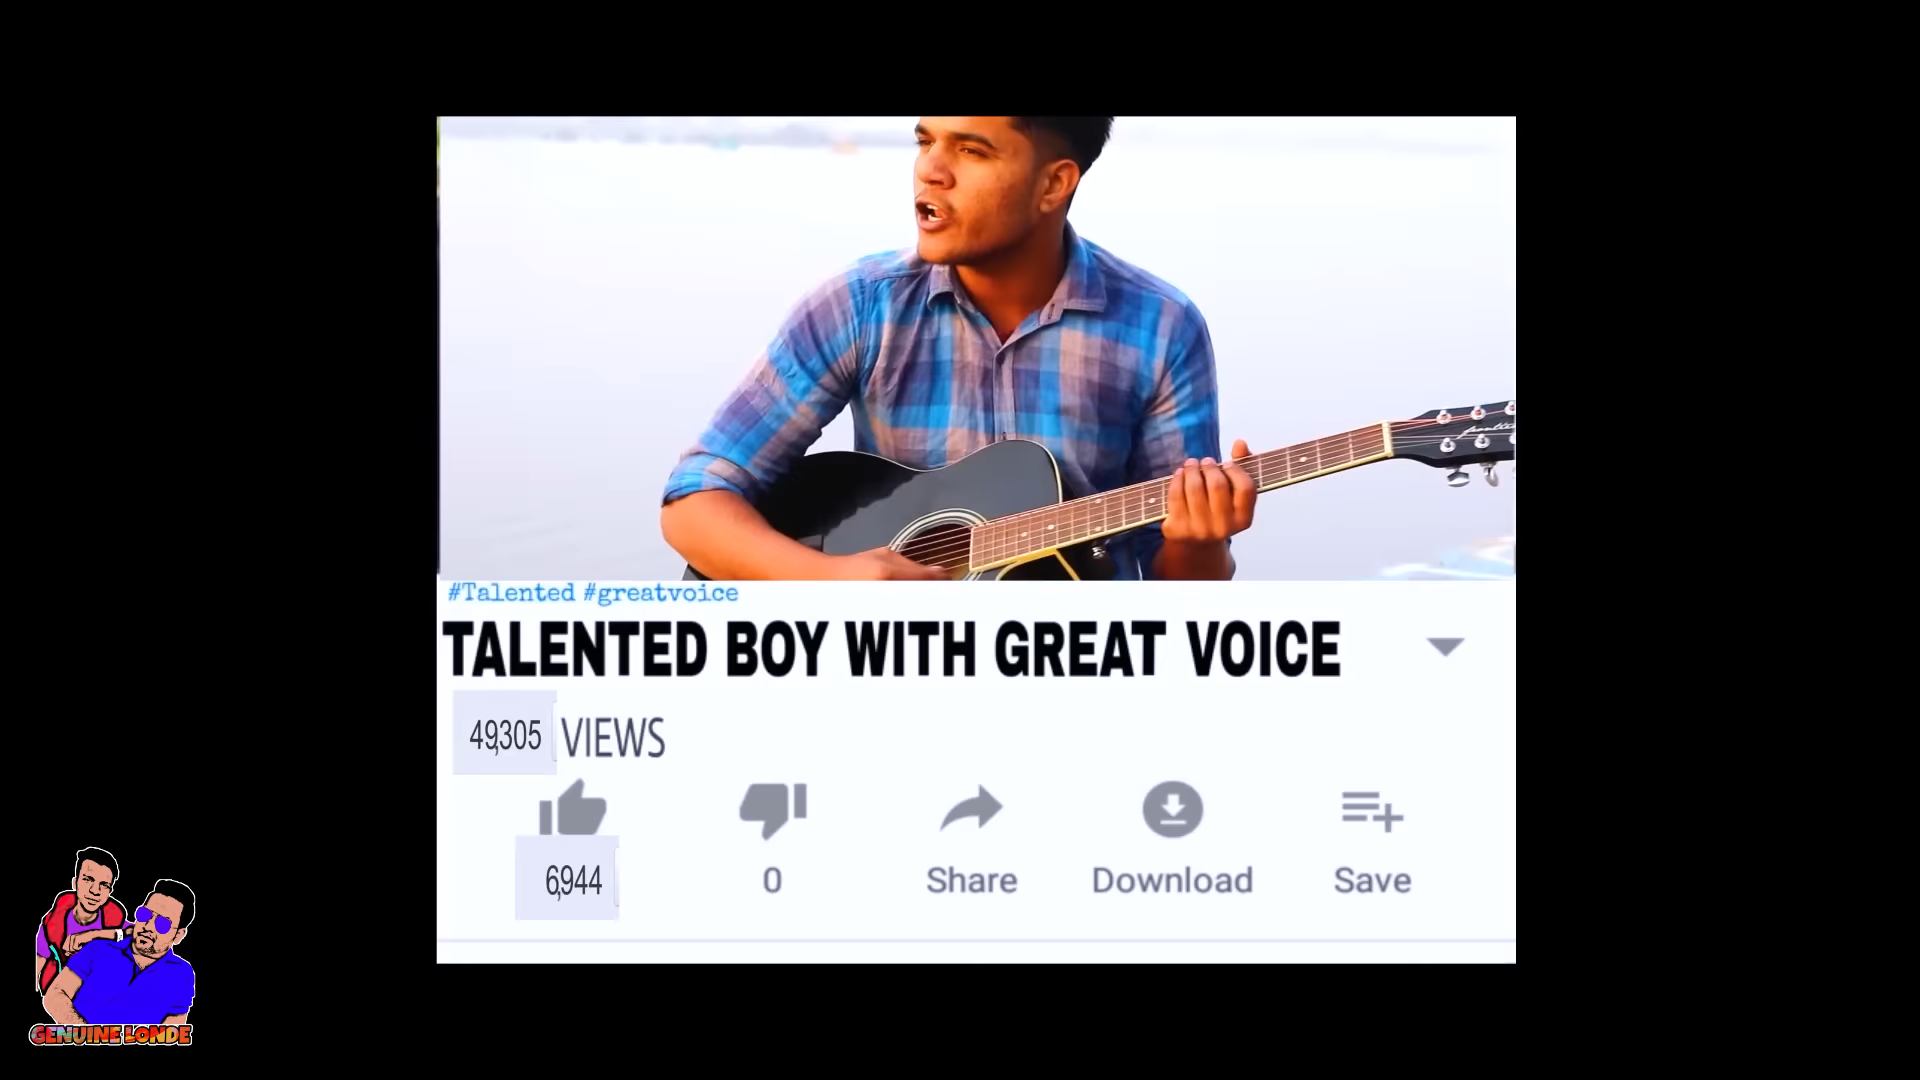 #Talented #greatvoice
TALENTED BOY WITH GREAT VOICE
49,305 VIEWS
6,944
0
Share
Download
Save
GENUINE LONDE